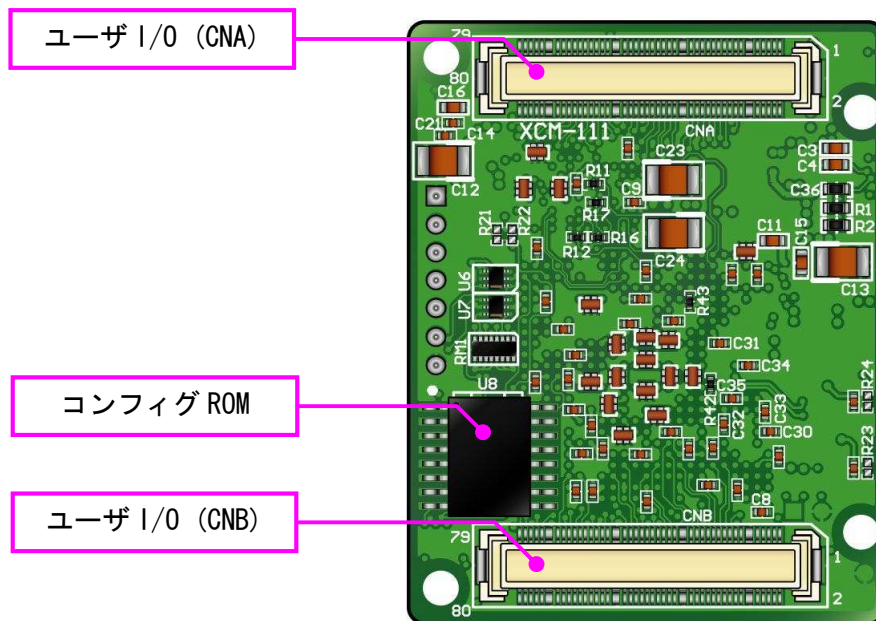 ユーザ I/O (CNA)
79
1
80
2
C16
C21
C14
XCM-111
CNA
C12
C23
C3
C4
R11
C9
C36
R17
R1
R21
R22
R2
R12
R16
C11
C15
C24
C13
U6
U7
R43
RM1
C31
C34
コンフィグ ROM
U8
C35
R42
C32
C33
C30
R24
R23
ユーザ I/O (CNB)
C8
79
CNB
1
80
2